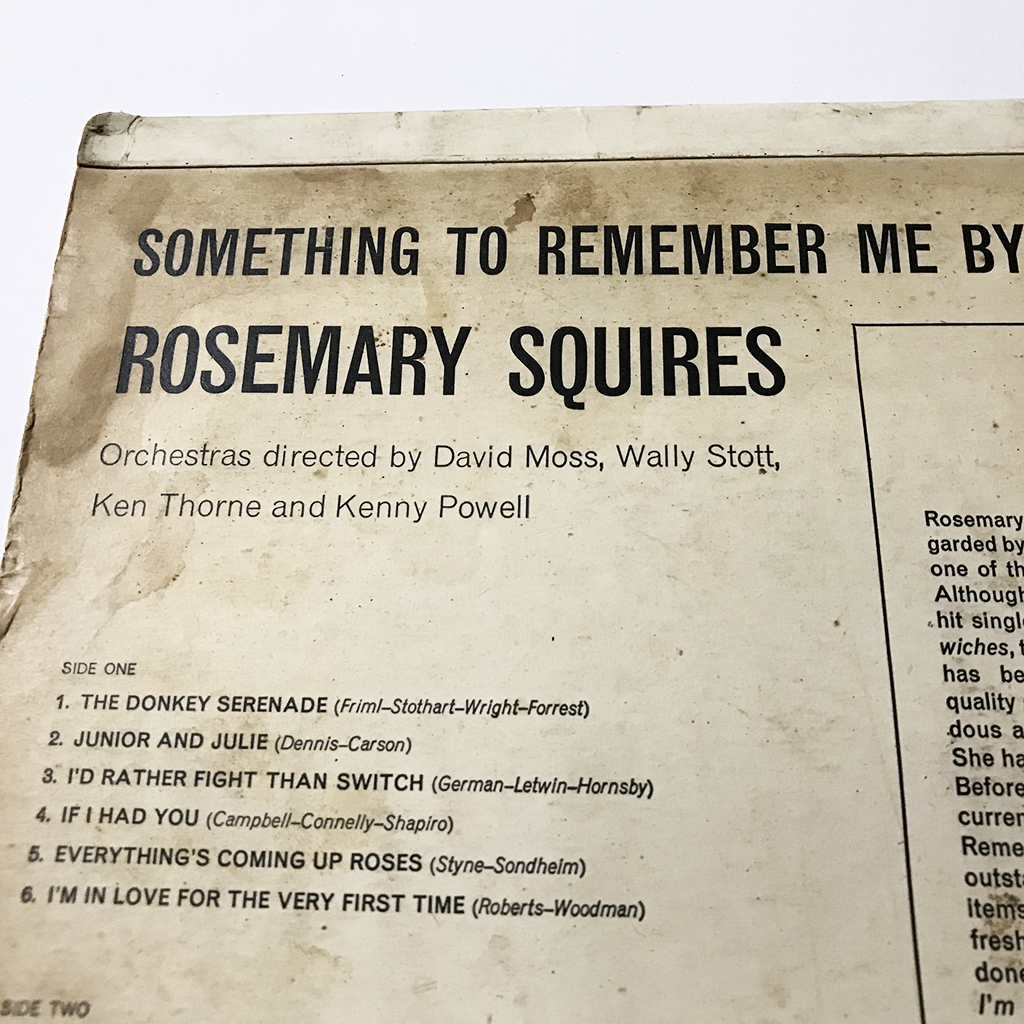 SOMETHING TO REMEMBER ME BY
ROSEMARY SQUIRES
Orchestras directed by David Moss, Wally Stott,
Ken Thorne and Kenny Powell
SIDE ONE
1. THE DONKEY SERENADE (Friml–Stothart–Wright–Forrest)
2. JUNIOR AND JULIE (Dennis–Carson)
3. I'D RATHER FIGHT THAN SWITCH (German–Letwin–Hornsby)
4. IF I HAD YOU (Campbell–Connelly–Shapiro)
5. EVERYTHING'S COMING UP ROSES (Styne–Sondheim)
6. I'M IN LOVE FOR THE VERY FIRST TIME (Roberts–Woodman)
SIDE TWO
Rosemary
garded by
one of th
Although
hit singl
wiches, t
has be
quality
dous a
She ha
Before
curren
Reme
outsta
items
fresh
done
I'm